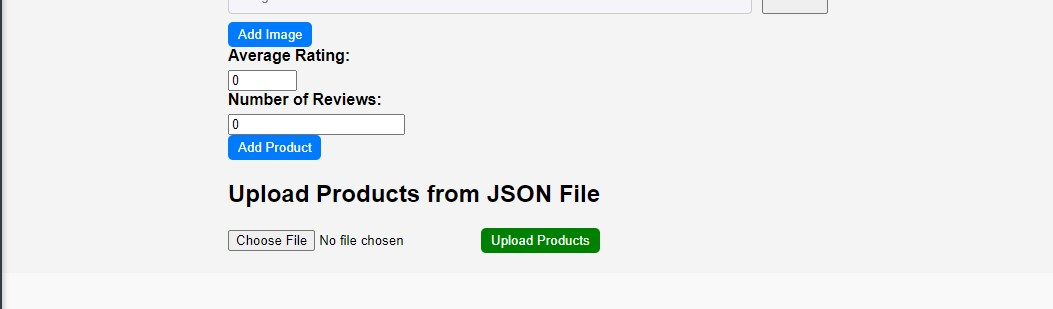 Add Image
Average Rating:
0
Number of Reviews:
0
Add Product
Upload Products from JSON File
Choose File No file chosen Upload Products